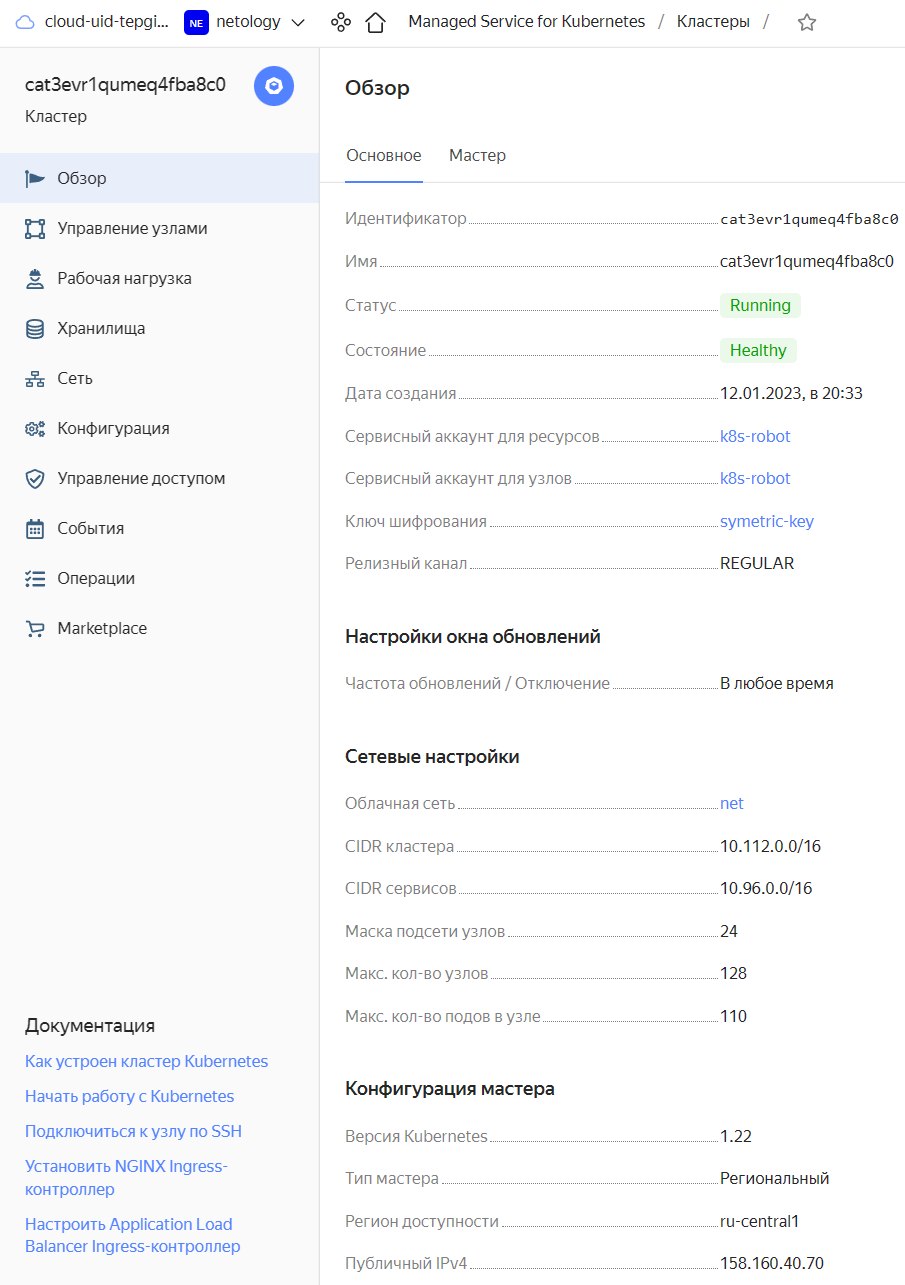 cloud-uid-tepgi... NE netology Managed Service for Kubernetes / Кластеры /
cat3evr1qumeq4fba8c0
Кластер
Обзор
Управление узлами
Рабочая нагрузка
Хранилища
Сеть
Конфигурация
Управление доступом
События
Операции
Marketplace
Документация
Как устроен кластер Kubernetes
Начать работу с Kubernetes
Подключиться к узлу по SSH
Установить NGINX Ingress-
контроллер
Настроить Application Load
Balancer Ingress-контроллер
Обзор
Основное Мастер
Идентификатор cat3evr1qumeq4fba8c0
Имя cat3evr1qumeq4fba8c0
Статус Running
Состояние Healthy
Дата создания 12.01.2023, в 20:33
Сервисный аккаунт для ресурсов k8s-robot
Сервисный аккаунт для узлов k8s-robot
Ключ шифрования symetric-key
Релизный канал REGULAR
Настройки окна обновлений
Частота обновлений / Отключение В любое время
Сетевые настройки
Облачная сеть net
CIDR кластера 10.112.0.0/16
CIDR сервисов 10.96.0.0/16
Маска подсети узлов 24
Макс. кол-во узлов 128
Макс. кол-во подов в узле 110
Конфигурация мастера
Версия Kubernetes 1.22
Тип мастера Региональный
Регион доступности ru-central1
Публичный IPv4 158.160.40.70